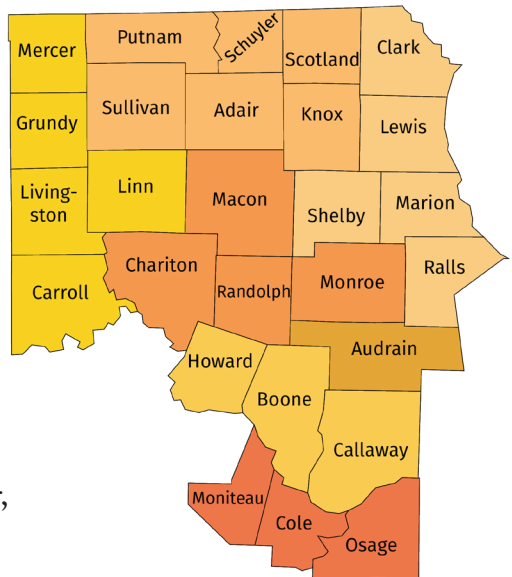 Mercer
Putnam
Schuyler
Scotland
Clark
Grundy
Sullivan
Adair
Knox
Lewis
Living-
ston
Linn
Macon
Shelby
Marion
Carroll
Chariton
Randolph
Monroe
Ralls
Howard
Audrain
Boone
Callaway
Moniteau
Cole
Osage